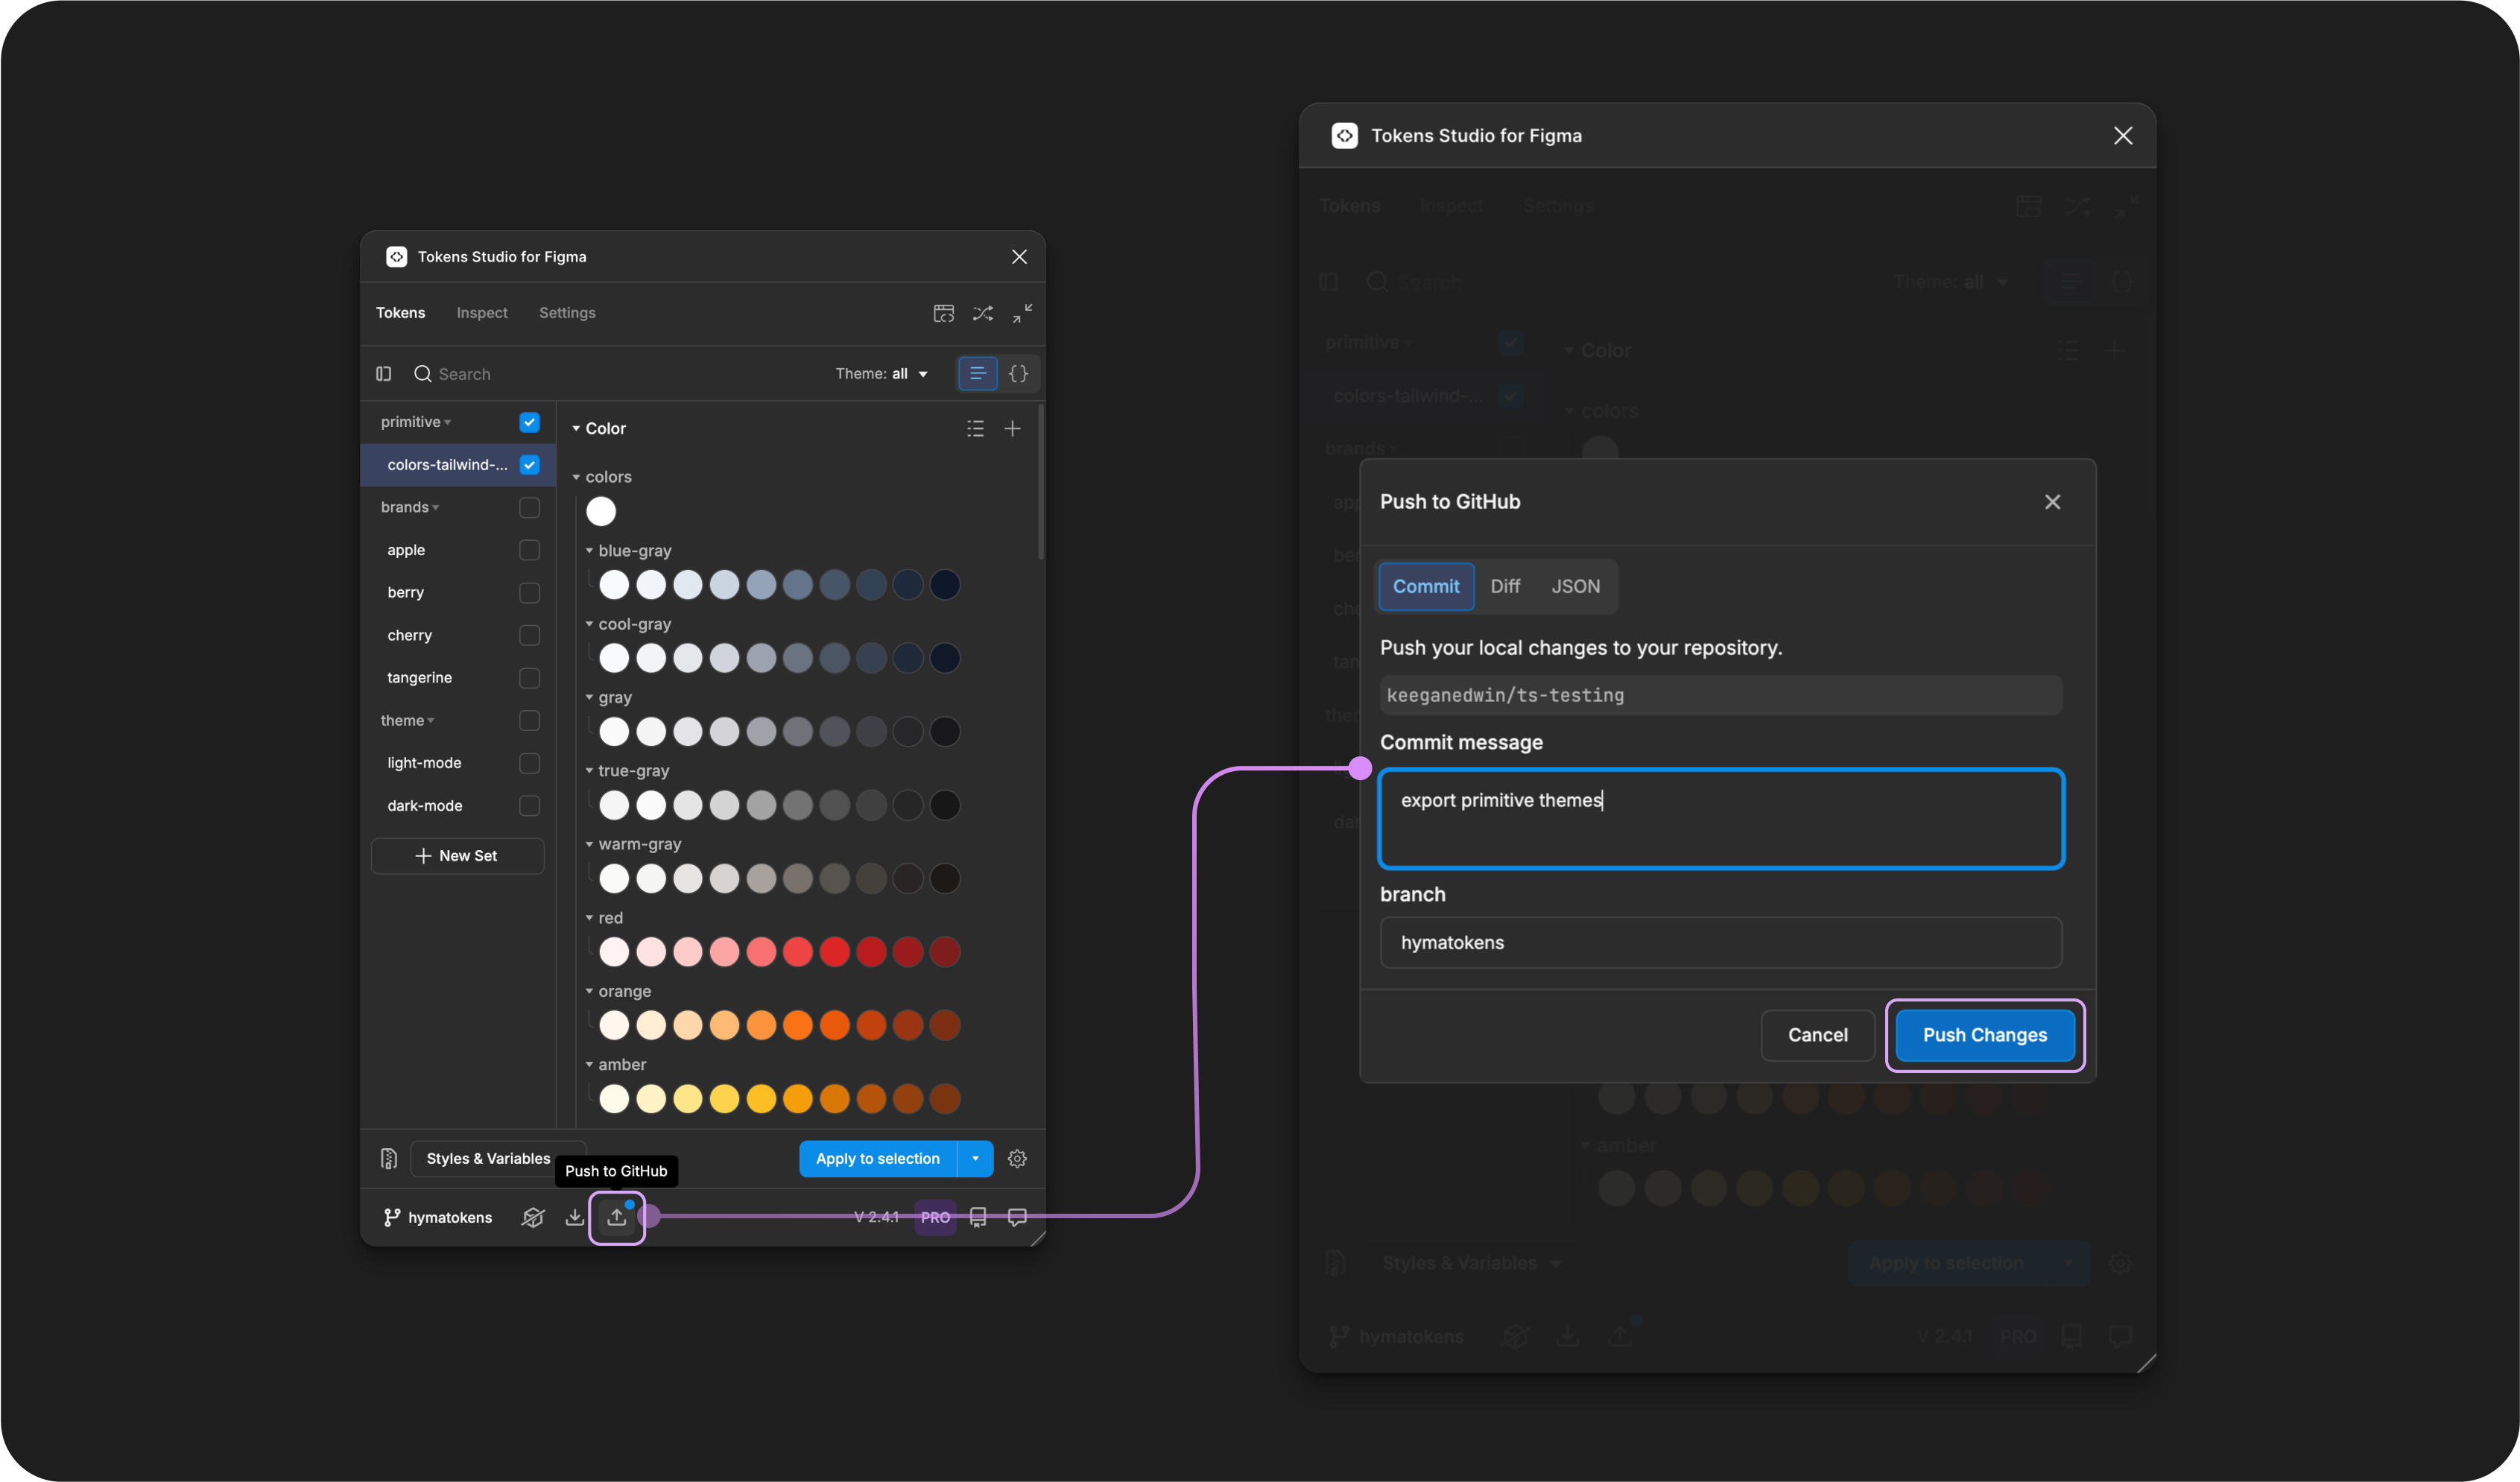 Tokens Studio for Figma
Tokens Inspect Settings
Search Theme: all
primitive
colors-tailwind-...
brands
apple
berry
cherry
tangerine
theme
light-mode
dark-mode
New Set
Color
colors
blue-gray
cool-gray
gray
true-gray
warm-gray
red
orange
amber
Styles & Variables
Push to GitHub
Apply to selection
hymatokens
V 2.4.1 PRO
Tokens Studio for Figma
Tokens Inspect Settings
Search Theme: all
primitive
Color
colors-tailwind-...
colors
brands
Push to GitHub
Commit Diff JSON
Push your local changes to your repository.
keeganedwin/ts-testing
Commit message
export primitive themes
branch
hymatokens
Cancel Push Changes
amber
Styles & Variables Apply to selection
hymatokens V 2.4.1 PRO